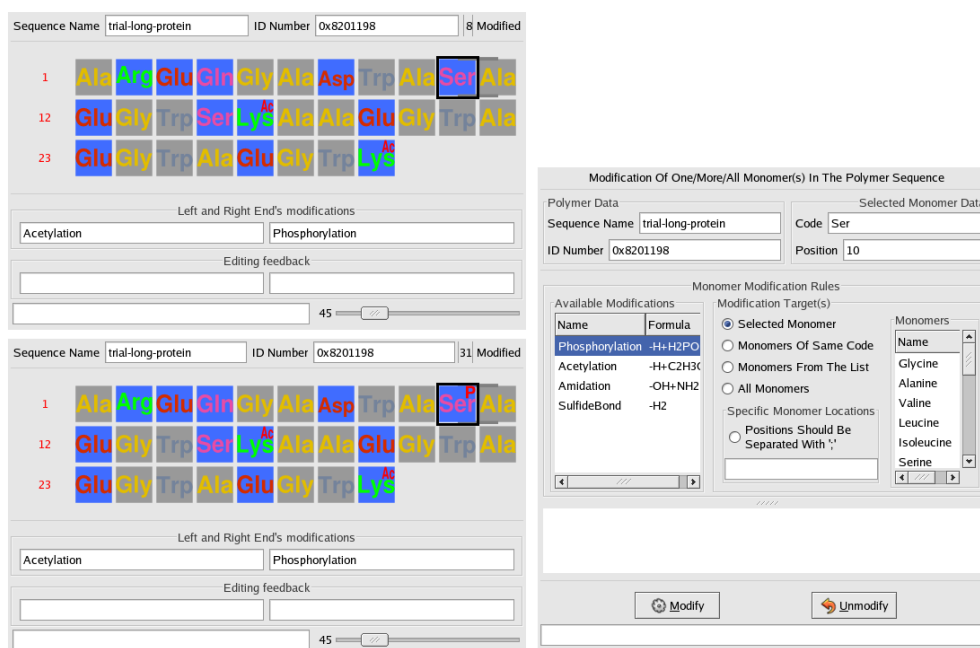 Sequence Name trial-long-protein ID Number 0x8201198 8 Modified
1 Ala Arg Glu Gln Gly Ala Asp Trp Ala Ser Ala
12 Glu Gly Trp Ser Lys Ac Ala Ala Glu Gly Trp Ala
23 Glu Gly Trp Ala Glu Gly Trp Lys Ac
Left and Right End's modifications
Acetylation Phosphorylation
Editing feedback
45
Sequence Name trial-long-protein ID Number 0x8201198 31 Modified
1 Ala Arg Glu Gln Gly Ala Asp Trp Ala Ser P Ala
12 Glu Gly Trp Ser Lys Ac Ala Ala Glu Gly Trp Ala
23 Glu Gly Trp Ala Glu Gly Trp Lys Ac
Left and Right End's modifications
Acetylation Phosphorylation
Editing feedback
45
Modification Of One/More/All Monomer(s) In The Polymer Sequence
Polymer Data Selected Monomer Data
Sequence Name trial-long-protein Code Ser
ID Number 0x8201198 Position 10
Monomer Modification Rules
Available Modifications Modification Target(s)
Name Formula Selected Monomer Monomers
Phosphorylation -H+H2PO Monomers Of Same Code Name
Acetylation -H+C2H3O Monomers From The List Glycine
Amidation -OH+NH2 All Monomers Alanine
SulfideBond -H2 Specific Monomer Locations Valine
Positions Should Be Leucine
Separated With ';' Isoleucine
Serine
Modify Unmodify